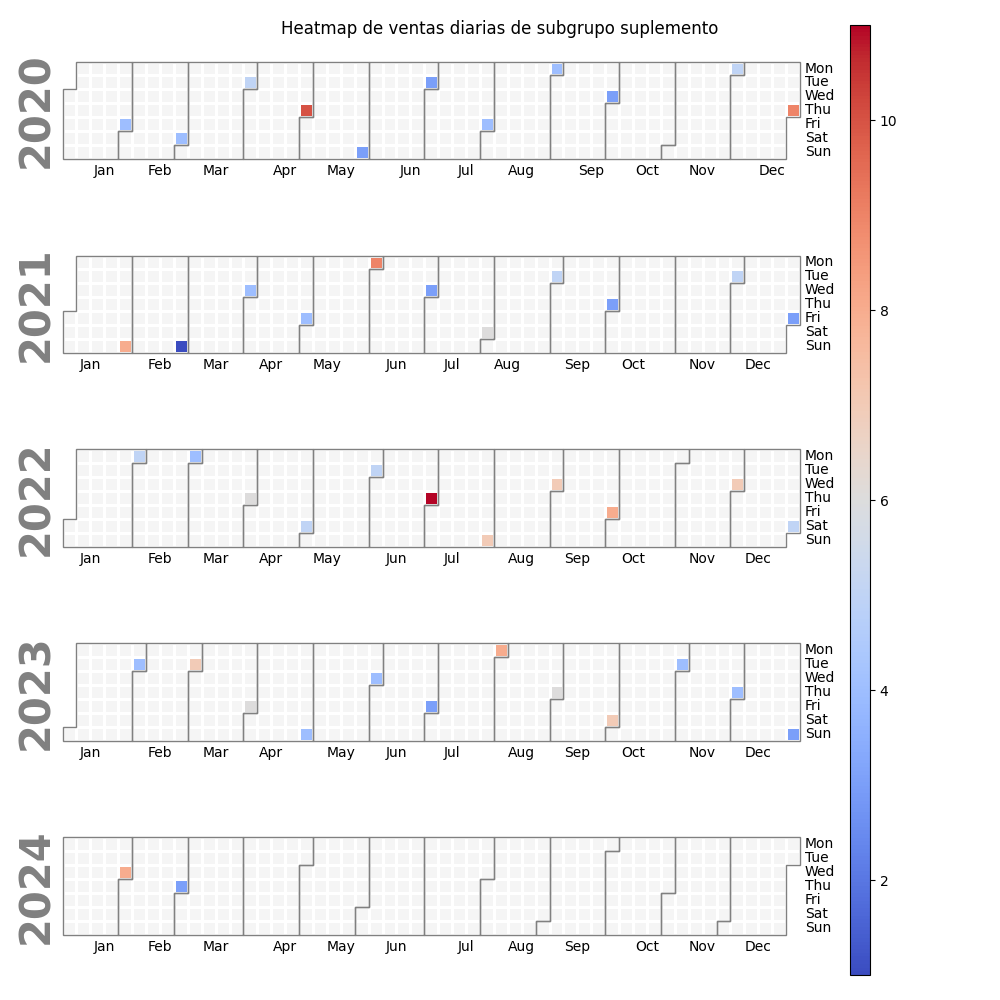 Heatmap de ventas diarias de subgrupo suplemento
2020
Mon
Tue
Wed
Thu
Fri
Sat
Sun
Jan Feb Mar Apr May Jun Jul Aug Sep Oct Nov Dec
2021
Mon
Tue
Wed
Thu
Fri
Sat
Sun
Jan Feb Mar Apr May Jun Jul Aug Sep Oct Nov Dec
2022
Mon
Tue
Wed
Thu
Fri
Sat
Sun
Jan Feb Mar Apr May Jun Jul Aug Sep Oct Nov Dec
2023
Mon
Tue
Wed
Thu
Fri
Sat
Sun
Jan Feb Mar Apr May Jun Jul Aug Sep Oct Nov Dec
2024
Mon
Tue
Wed
Thu
Fri
Sat
Sun
Jan Feb Mar Apr May Jun Jul Aug Sep Oct Nov Dec
10
8
6
4
2